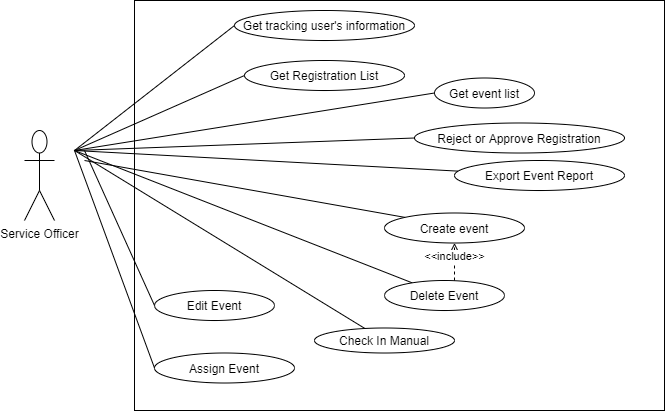 Get tracking user's information
Get Registration List
Get event list
Reject or Approve Registration
Export Event Report
Service Officer
Create event
<<include>>
Delete Event
Edit Event
Check In Manual
Assign Event